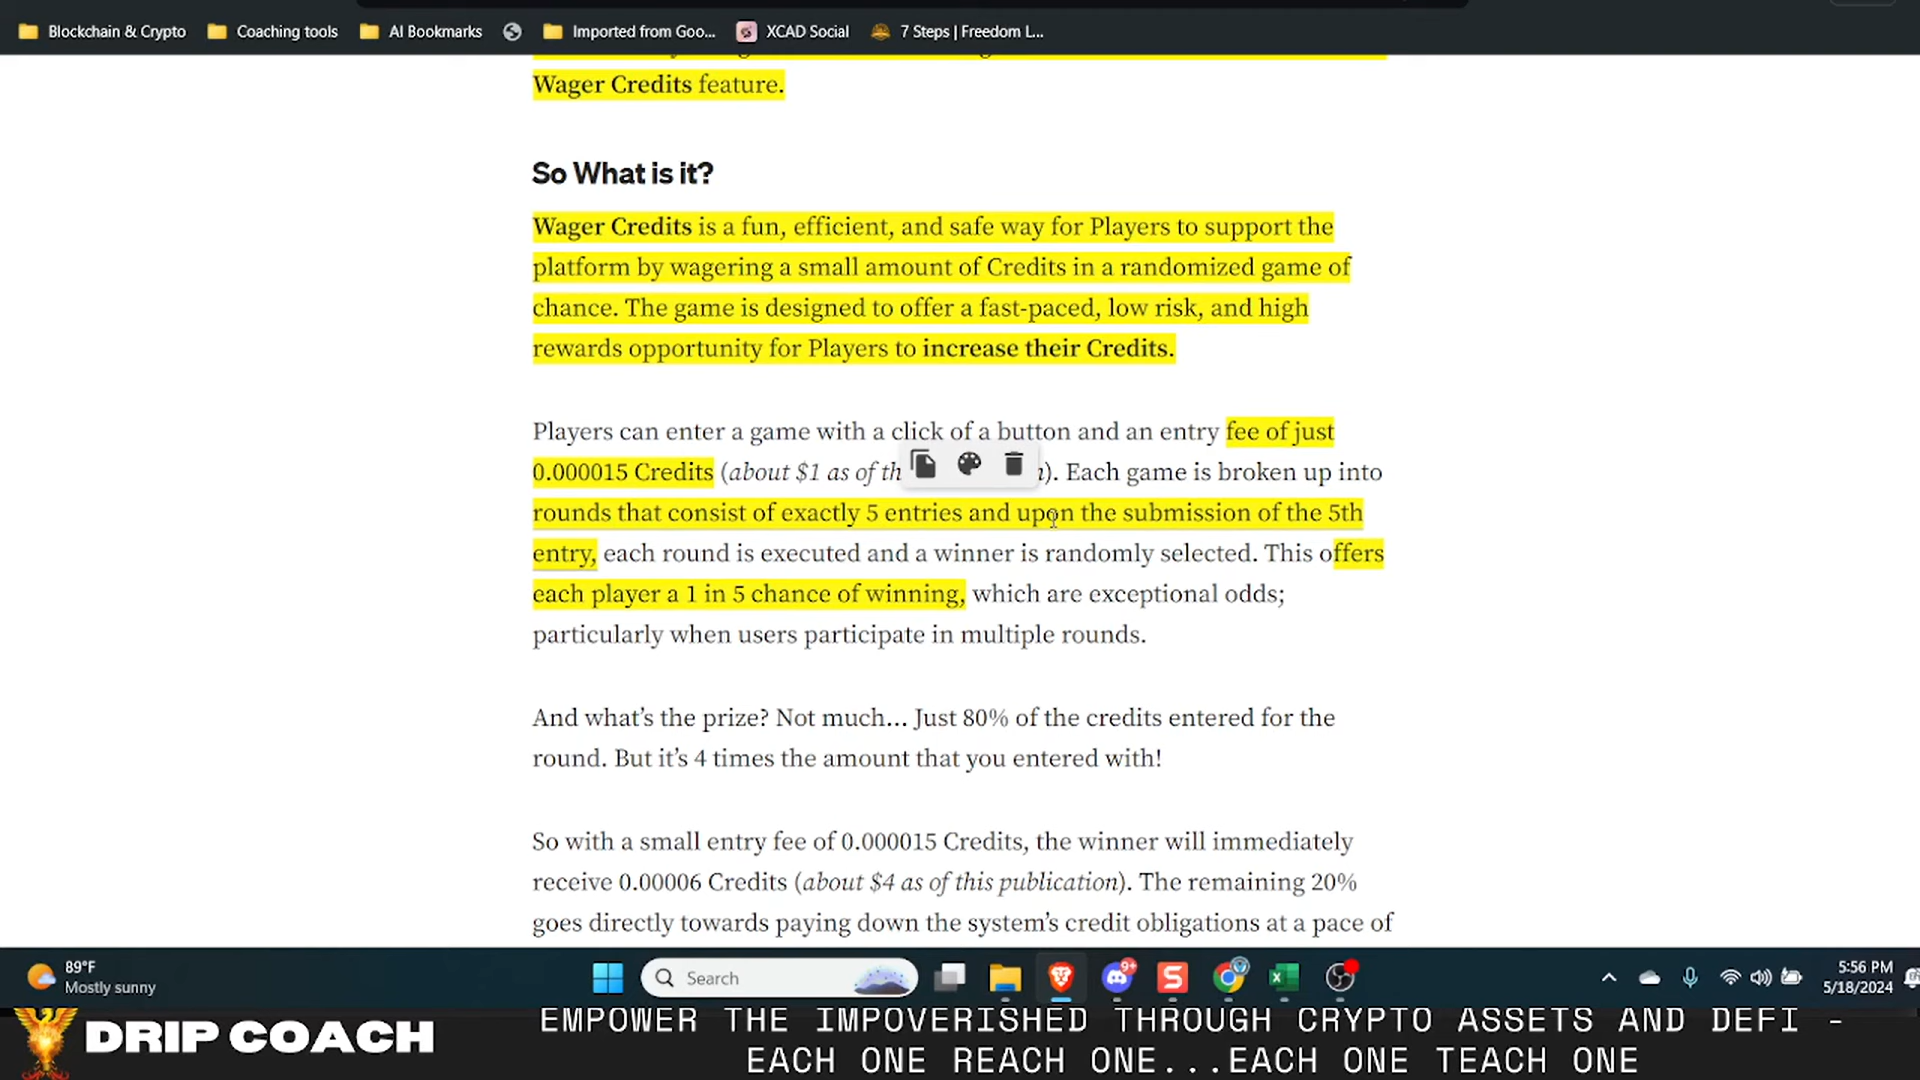 Blockchain & Crypto
Coaching tools
AI Bookmarks
Imported from Goo...
XCAD Social
7 Steps | Freedom L...
Wager Credits feature.
So What is it?
Wager Credits is a fun, efficient, and safe way for Players to support the
platform by wagering a small amount of Credits in a randomized game of
chance. The game is designed to offer a fast-paced, low risk, and high
rewards opportunity for Players to increase their Credits.
Players can enter a game with a click of a button and an entry fee of just
0.000015 Credits (about $1 as of th n). Each game is broken up into
rounds that consist of exactly 5 entries and upon the submission of the 5th
entry, each round is executed and a winner is randomly selected. This offers
each player a 1 in 5 chance of winning, which are exceptional odds;
particularly when users participate in multiple rounds.
And what’s the prize? Not much… Just 80% of the credits entered for the
round. But it’s 4 times the amount that you entered with!
So with a small entry fee of 0.000015 Credits, the winner will immediately
receive 0.00006 Credits (about $4 as of this publication). The remaining 20%
goes directly towards paying down the system’s credit obligations at a pace of
89°F
Mostly sunny
Search
9+
S
5:56 PM
5/18/2024
DRIP COACH
EMPOWER THE IMPOVERISHED THROUGH CRYPTO ASSETS AND DEFI -
EACH ONE REACH ONE...EACH ONE TEACH ONE